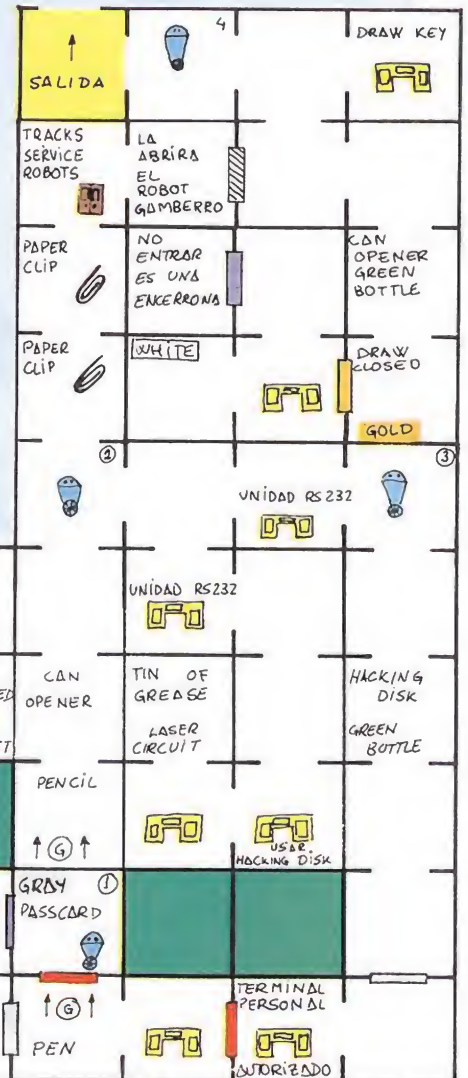 4
DRAW KEY
SALIDA
TRACKS
SERVICE
ROBOTS
LA
ABRIRA
EL
ROBOT
GAMBERRO
PAPER
CLIP
NO
ENTRAR
ES UNA
ENCERRONA
CAN
OPENER
GREEN
BOTTLE
PAPER
CLIP
WHITE
DRAW
CLOSED
GOLD
2
3
UNIDAD RS232
UNIDAD RS232
CAN
OPENER
TIN OF
GREASE
LASER
CIRCUIT
HACKING
DISK
GREEN
BOTTLE
PENCIL
G
USAR
HACKING DISK
GRAY
PASSCARD
1
G
PEN
TERMINAL
PERSONAL
AUTORIZADO